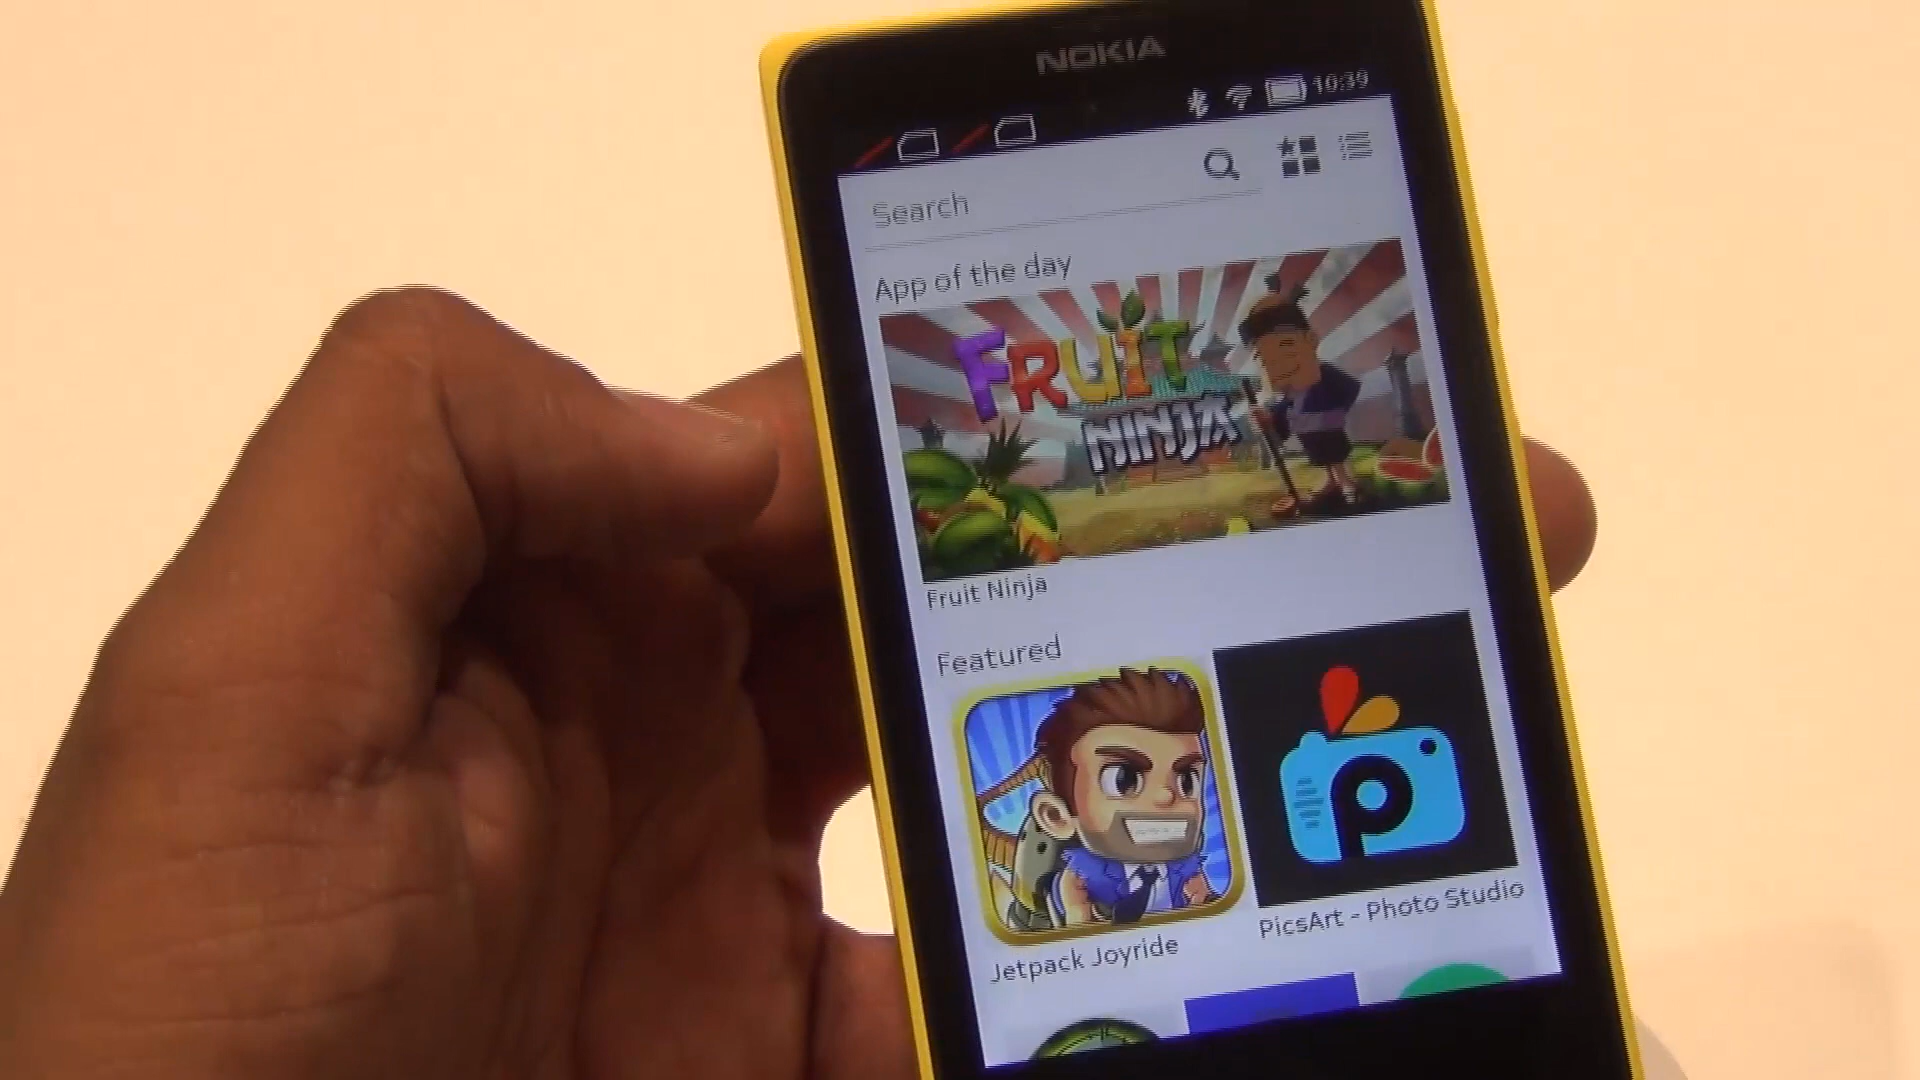 NOKIA
10:39
Search
App of the day
FRUIT
NINJA
Fruit Ninja
Featured
Jetpack Joyride
PicsArt - Photo Studio